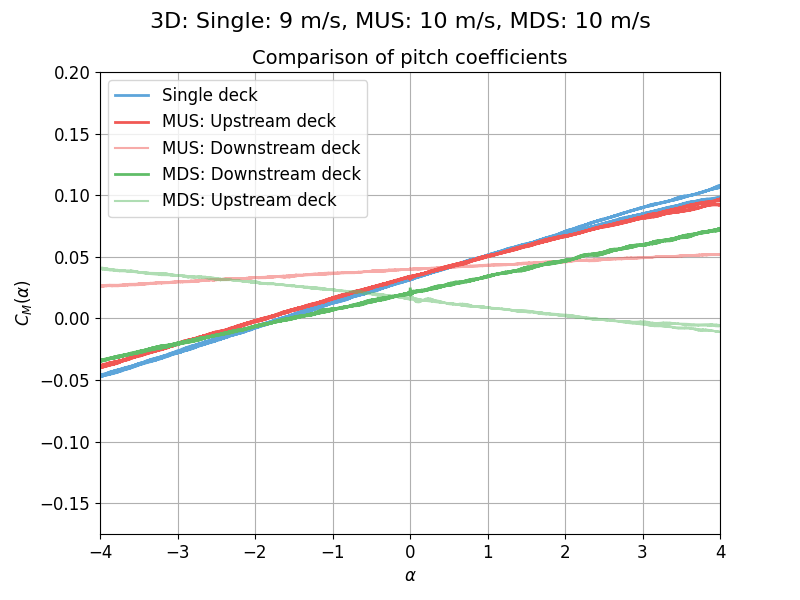 3D: Single: 9 m/s, MUS: 10 m/s, MDS: 10 m/s
Comparison of pitch coefficients
Single deck
MUS: Upstream deck
MUS: Downstream deck
MDS: Downstream deck
MDS: Upstream deck
0.20
0.15
0.10
0.05
0.00
−0.05
−0.10
−0.15
C_M(α)
−4 −3 −2 −1 0 1 2 3 4
α